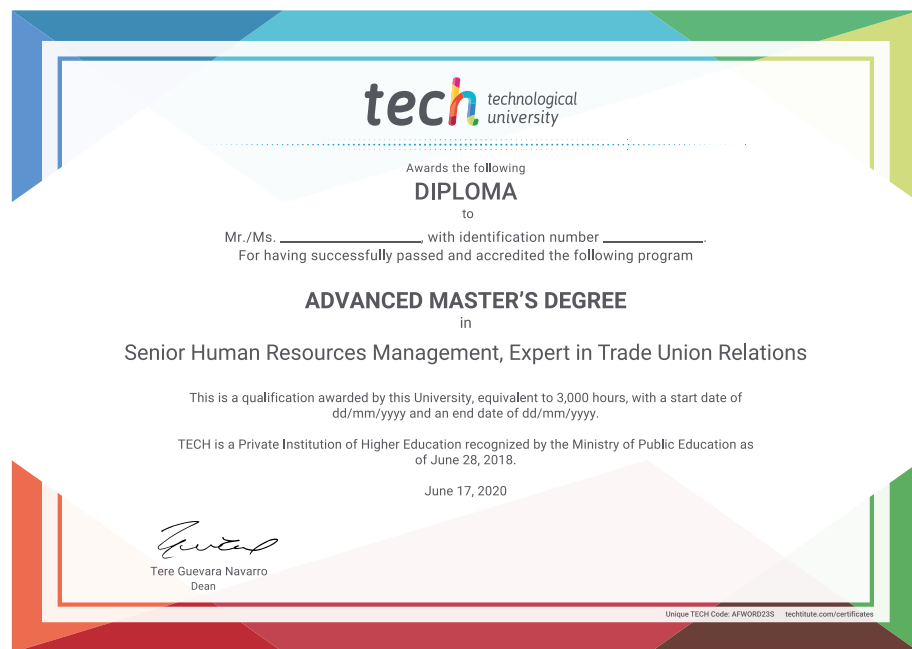 tech technological
university
Awards the following
DIPLOMA
to
Mr./Ms. ____________________, with identification number ______________.
For having successfully passed and accredited the following program
ADVANCED MASTER’S DEGREE
in
Senior Human Resources Management, Expert in Trade Union Relations
This is a qualification awarded by this University, equivalent to 3,000 hours, with a start date of
dd/mm/yyyy and an end date of dd/mm/yyyy.
TECH is a Private Institution of Higher Education recognized by the Ministry of Public Education as
of June 28, 2018.
June 17, 2020
Tere Guevara Navarro
Dean
Unique TECH Code: AFWORD23S techtitute.com/certificates